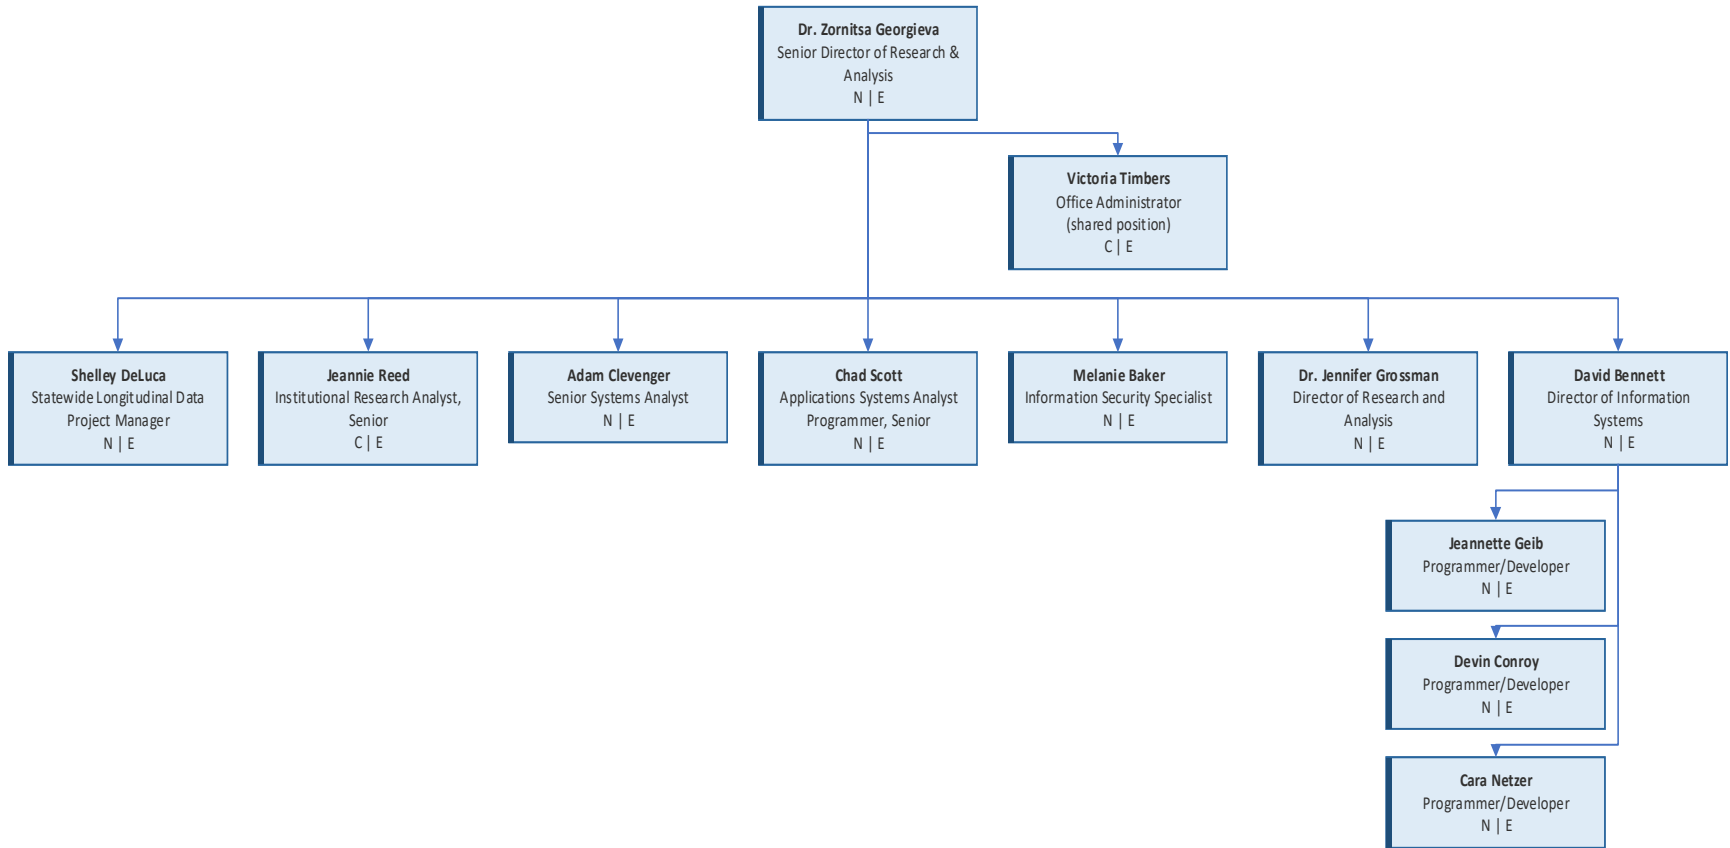 Dr. Zornitsa Georgieva
Senior Director of Research &
Analysis
N | E
Victoria Timbers
Office Administrator
(shared position)
C | E
Shelley DeLuca
Statewide Longitudinal Data
Project Manager
N | E
Jeannie Reed
Institutional Research Analyst,
Senior
C | E
Adam Clevenger
Senior Systems Analyst
N | E
Chad Scott
Applications Systems Analyst
Programmer, Senior
N | E
Melanie Baker
Information Security Specialist
N | E
Dr. Jennifer Grossman
Director of Research and
Analysis
N | E
David Bennett
Director of Information
Systems
N | E
Jeannette Geib
Programmer/Developer
N | E
Devin Conroy
Programmer/Developer
N | E
Cara Netzer
Programmer/Developer
N | E